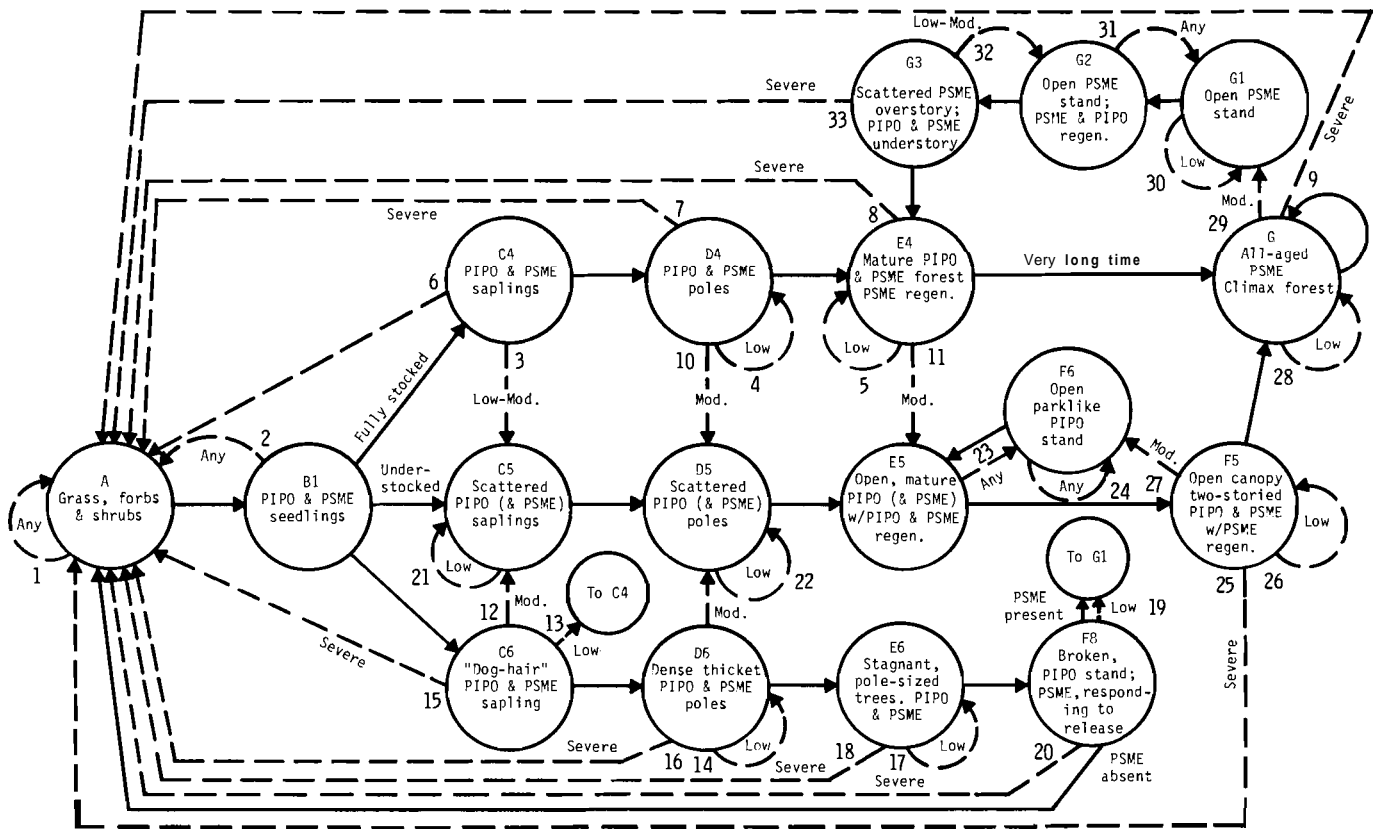 Low-Mod.
32
31
Any
G3
Scattered PSME
overstory;
PIPO & PSME
understory
33
Severe
G2
Open PSME
stand;
PSME & PIPO
regen.
G1
Open PSME
stand
Low
30
Severe
9
Mod.
29
Severe
Severe
7
8
C4
PIPO & PSME
saplings
6
3
Low-Mod.
D4
PIPO & PSME
poles
10
Low
4
Mod.
E4
Mature PIPO
& PSME forest
PSME regen.
Low
5
11
Mod.
Very long time
G
All-aged
PSME
Climax forest
Low
28
Fully stocked
F6
Open
parklike
PIPO
stand
23
Any
Any
24
Mod.
27
A
Grass, forbs
& shrubs
Any
1
2
Any
B1
PIPO & PSME
seedlings
Under-
stocked
C5
Scattered
PIPO (& PSME)
saplings
21
Low
D5
Scattered
PIPO (& PSME)
poles
Low
22
E5
Open, mature
PIPO (& PSME)
w/PIPO & PSME
regen.
F5
Open canopy
two-storied
PIPO & PSME
w/PSME
regen.
Low
25
26
Severe
12
Mod.
13
Low
To C4
Mod.
To G1
PSME
present
Low
19
Severe
15
C6
"Dog-hair"
PIPO & PSME
sapling
D6
Dense thicket
PIPO & PSME
poles
Low
16
14
Severe
E6
Stagnant,
pole-sized
trees. PIPO
& PSME
Low
18
17
Severe
Severe
F8
Broken,
PIPO stand;
PSME, respond-
ing to
release
20
PSME
absent